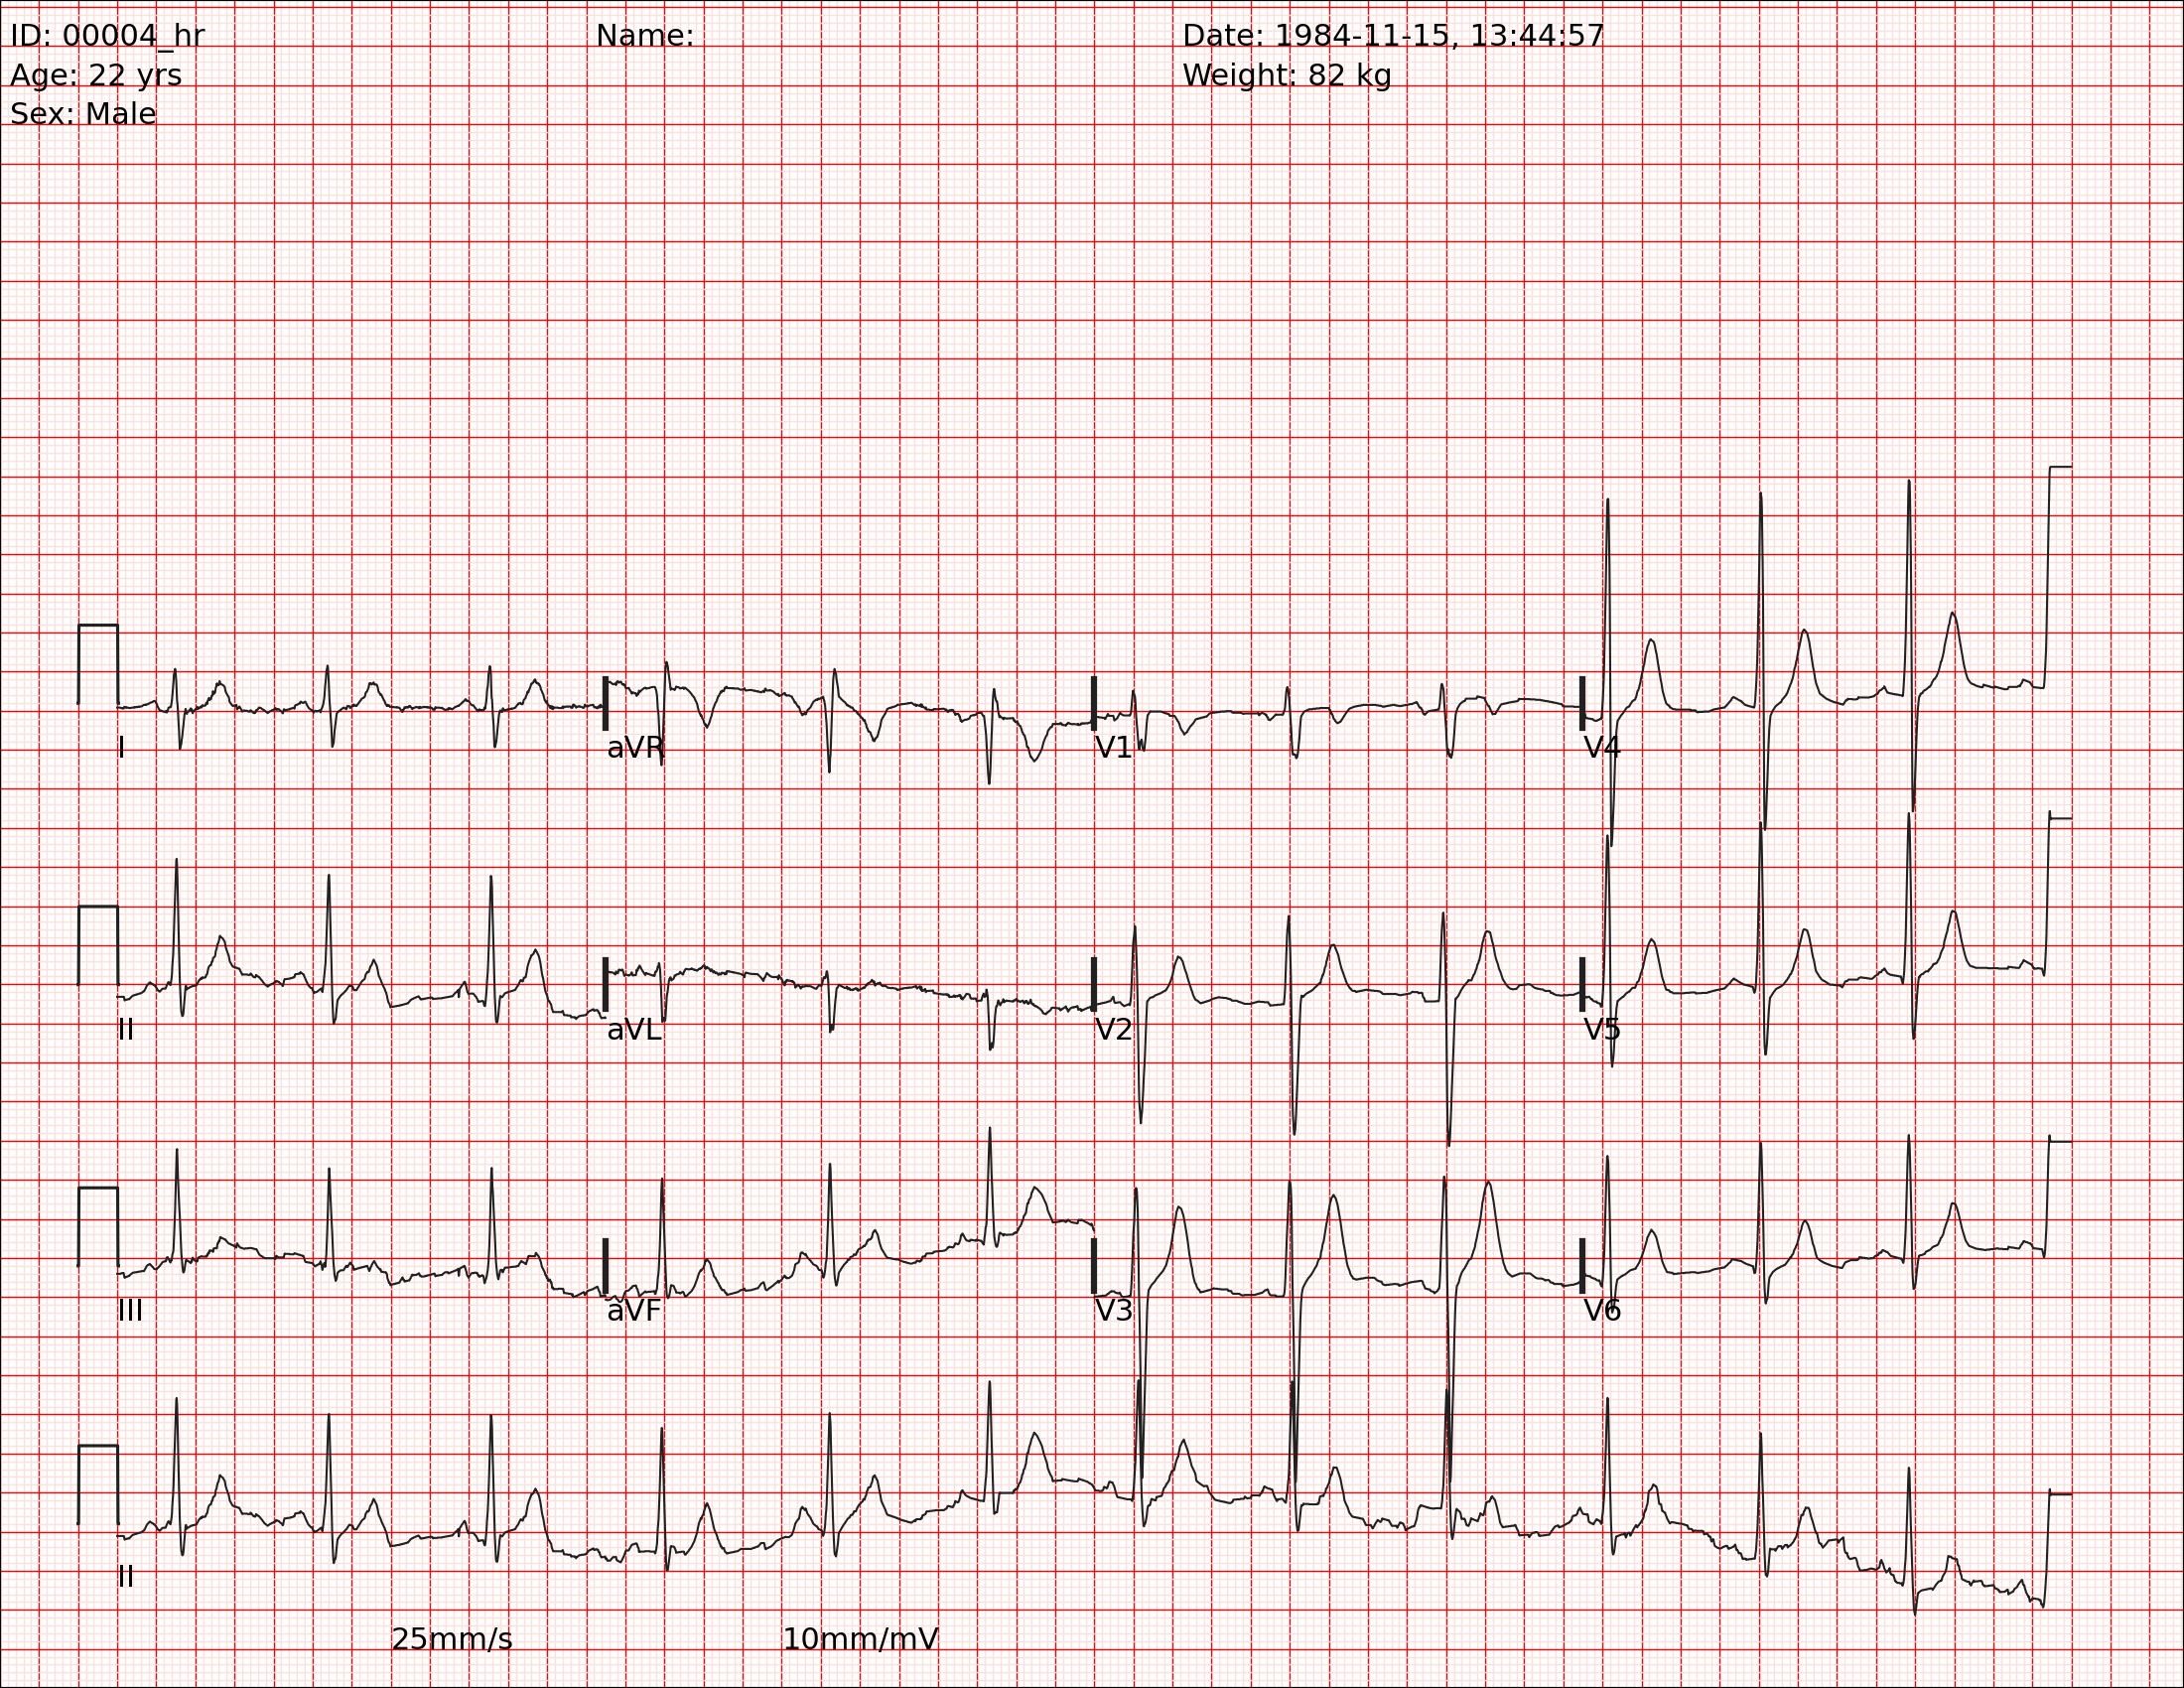 ID: 00004_hr
Name:
Date: 1984-11-15, 13:44:57
Age: 22 yrs
Weight: 82 kg
Sex: Male
I
aVR
V1
V4
II
aVL
V2
V5
III
aVF
V3
V6
II
25mm/s
10mm/mV